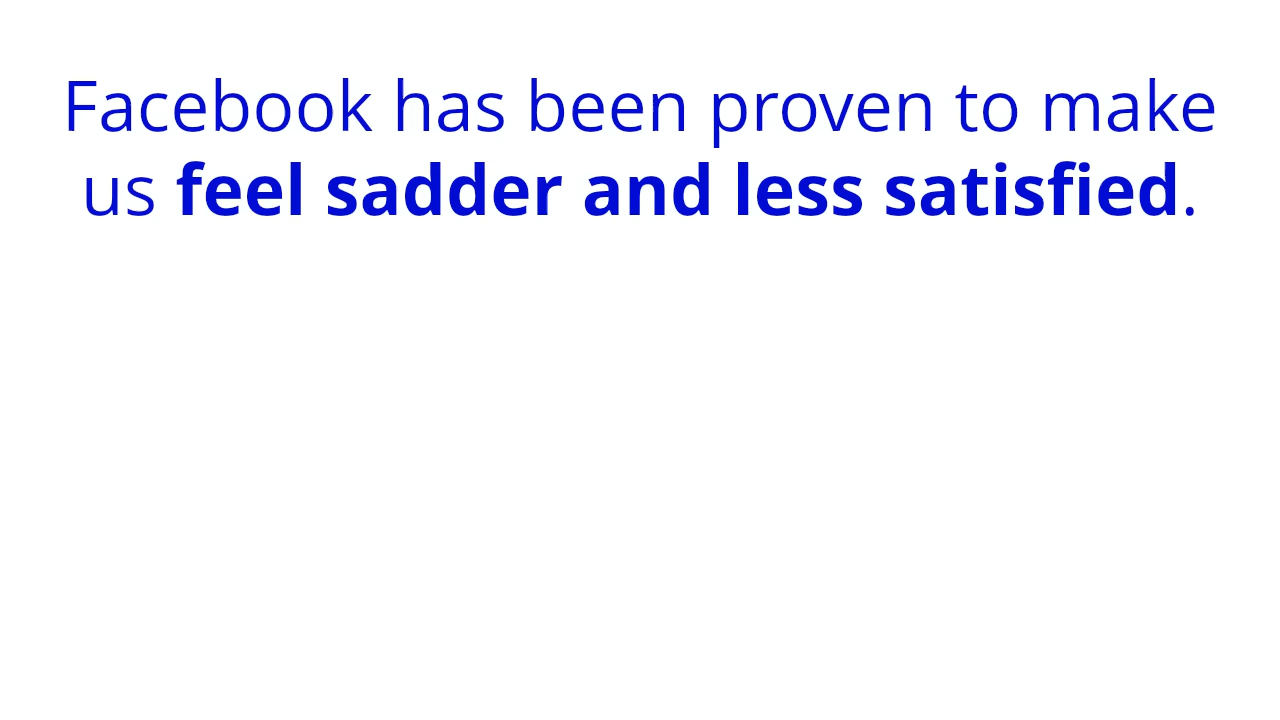 Facebook has been proven to make
us feel sadder and less satisfied.